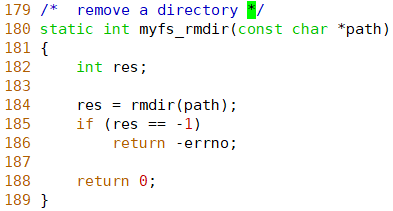 179 /*  remove a directory */
180 static int myfs_rmdir(const char *path)
181 {
182     int res;
183
184     res = rmdir(path);
185     if (res == -1)
186         return -errno;
187
188     return 0;
189 }